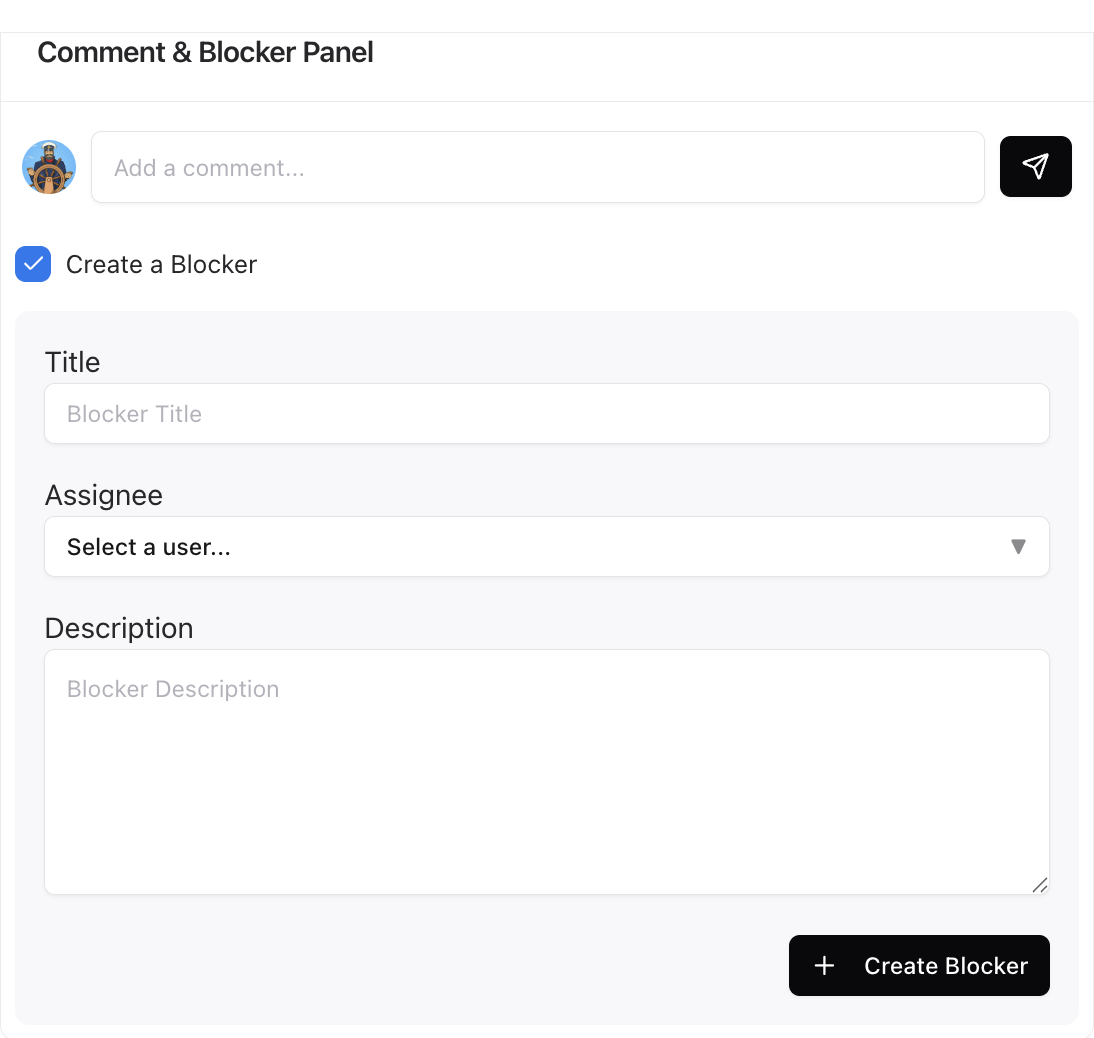 Comment & Blocker Panel
Add a comment...
Create a Blocker
Title
Blocker Title
Assignee
Select a user...
Description
Blocker Description
Create Blocker